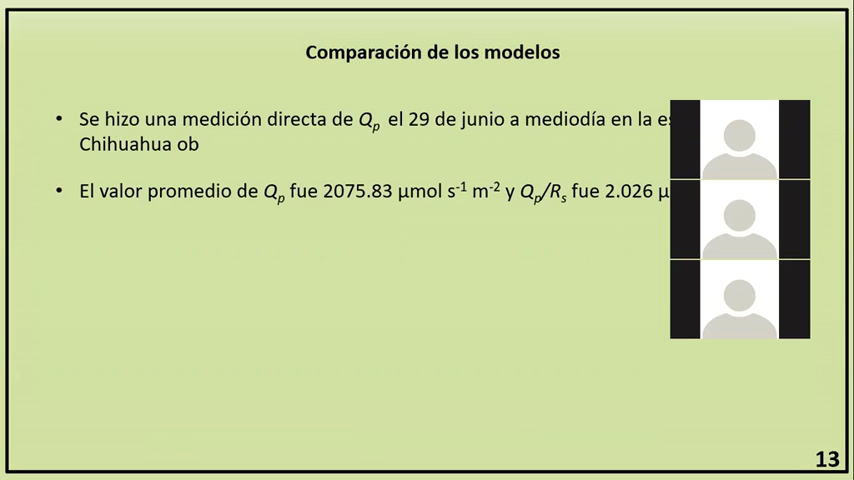 Comparación de los modelos
• Se hizo una medición directa de Qp el 29 de junio a mediodía en la
Chihuahua ob
• El valor promedio de Qp fue 2075.83 µmol s-1 m-2 y Qp/Rs fue 2.026
13